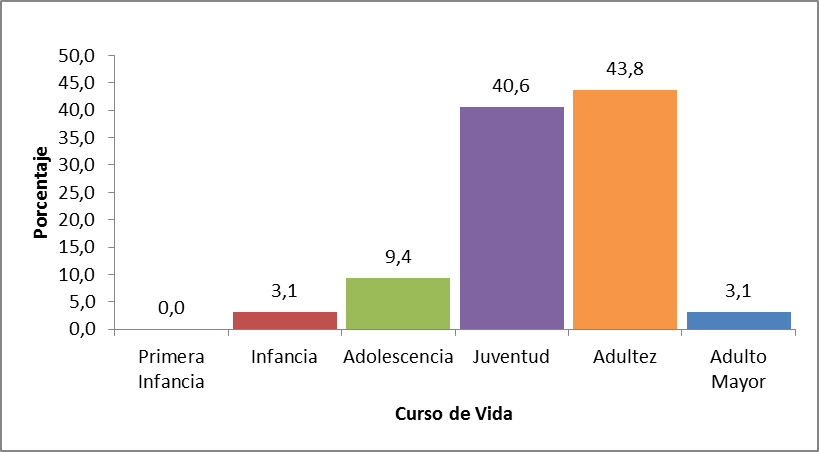 50,0
45,0
40,0
35,0
30,0
25,0
20,0
15,0
10,0
5,0
0,0
Porcentaje
0,0
3,1
9,4
40,6
43,8
3,1
Primera
Infancia
Infancia
Adolescencia
Juventud
Adultez
Adulto
Mayor
Curso de Vida